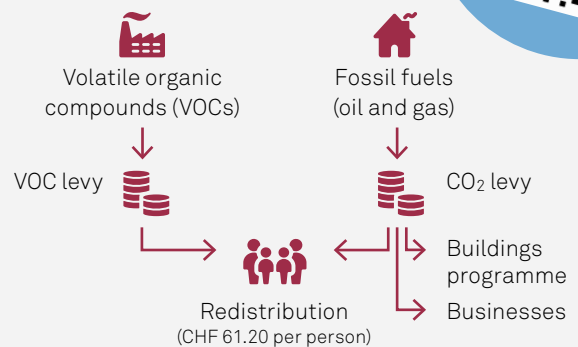 Volatile organic
compounds (VOCs)
Fossil fuels
(oil and gas)
VOC levy
CO₂ levy
Buildings
programme
Redistribution
(CHF 61.20 per person)
Businesses